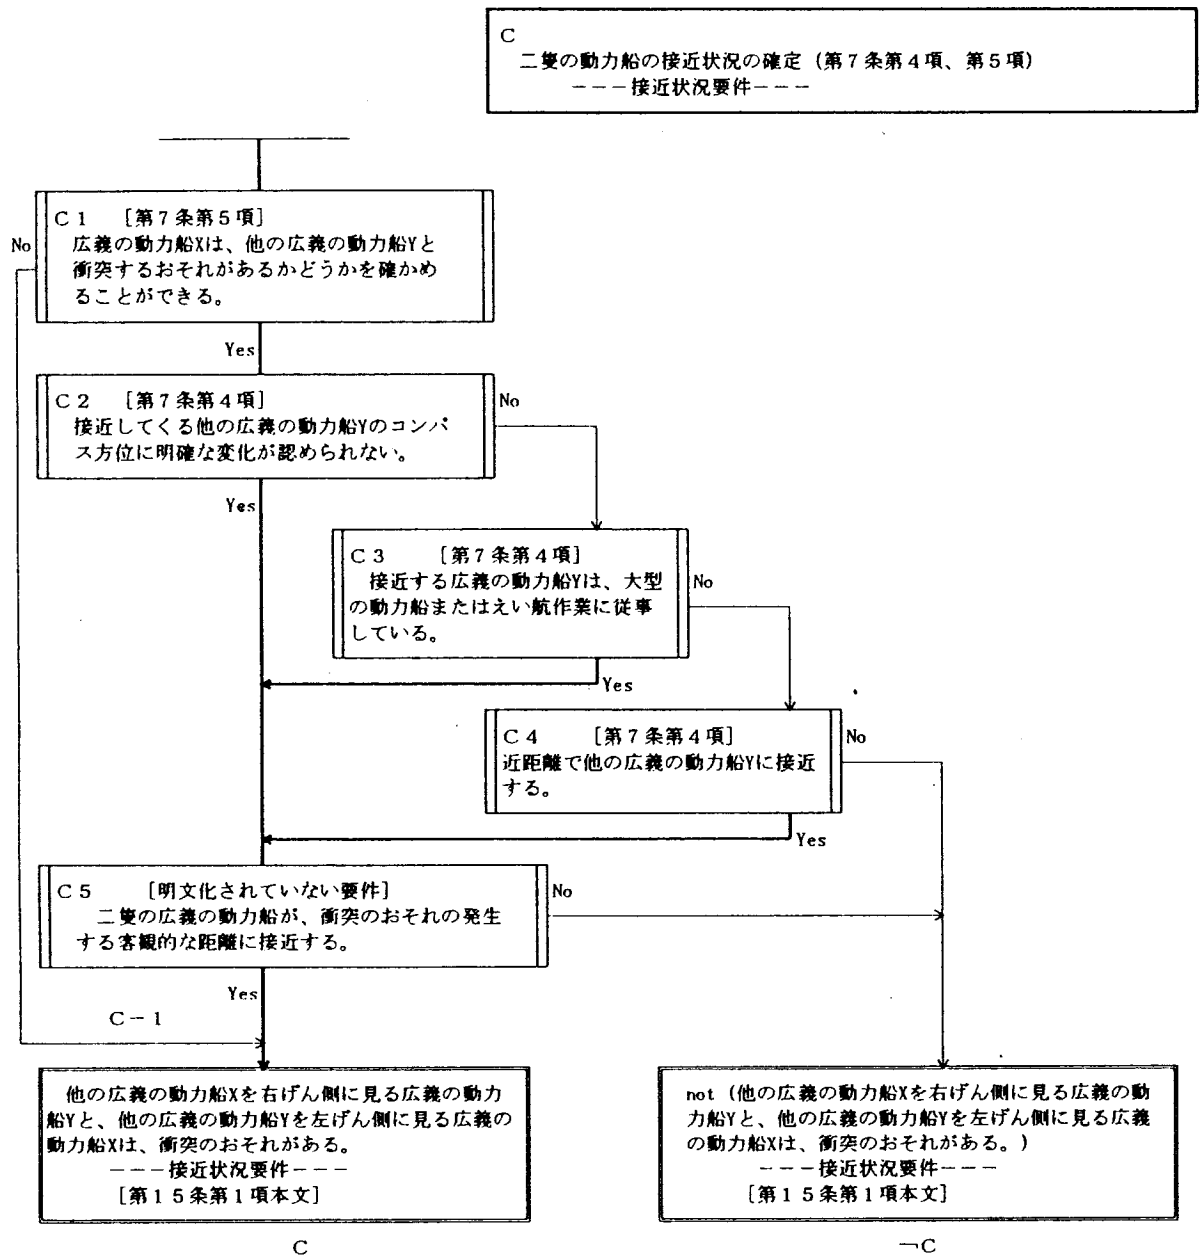 C
二隻の動力船の接近状況の確定（第７条第４項、第５項）
－－－接近状況要件－－－
C１　［第７条第５項］
広義の動力船Xは、他の広義の動力船Yと
衝突するおそれがあるかどうかを確かめ
ることができる。
No
Yes
C２　［第７条第４項］
接近してくる他の広義の動力船Yのコンパ
ス方位に明確な変化が認められない。
No
Yes
C３　［第７条第４項］
接近する広義の動力船Yは、大型
の動力船またはえい航作業に従事
している。
No
Yes
C４　［第７条第４項］
近距離で他の広義の動力船Yに接近
する。
No
Yes
C５　［明文化されていない要件］
二隻の広義の動力船が、衝突のおそれの発生
する客観的な距離に接近する。
No
Yes
C－１
他の広義の動力船Xを右げん側に見る広義の動力
船Yと、他の広義の動力船Yを左げん側に見る広義の
動力船Xは、衝突のおそれがある。
－－－接近状況要件－－－
［第１５条第１項本文］
C
not（他の広義の動力船Xを右げん側に見る広義の動
力船Yと、他の広義の動力船Yを左げん側に見る広義
の動力船Xは、衝突のおそれがある。）
－－－接近状況要件－－－
［第１５条第１項本文］
￢C